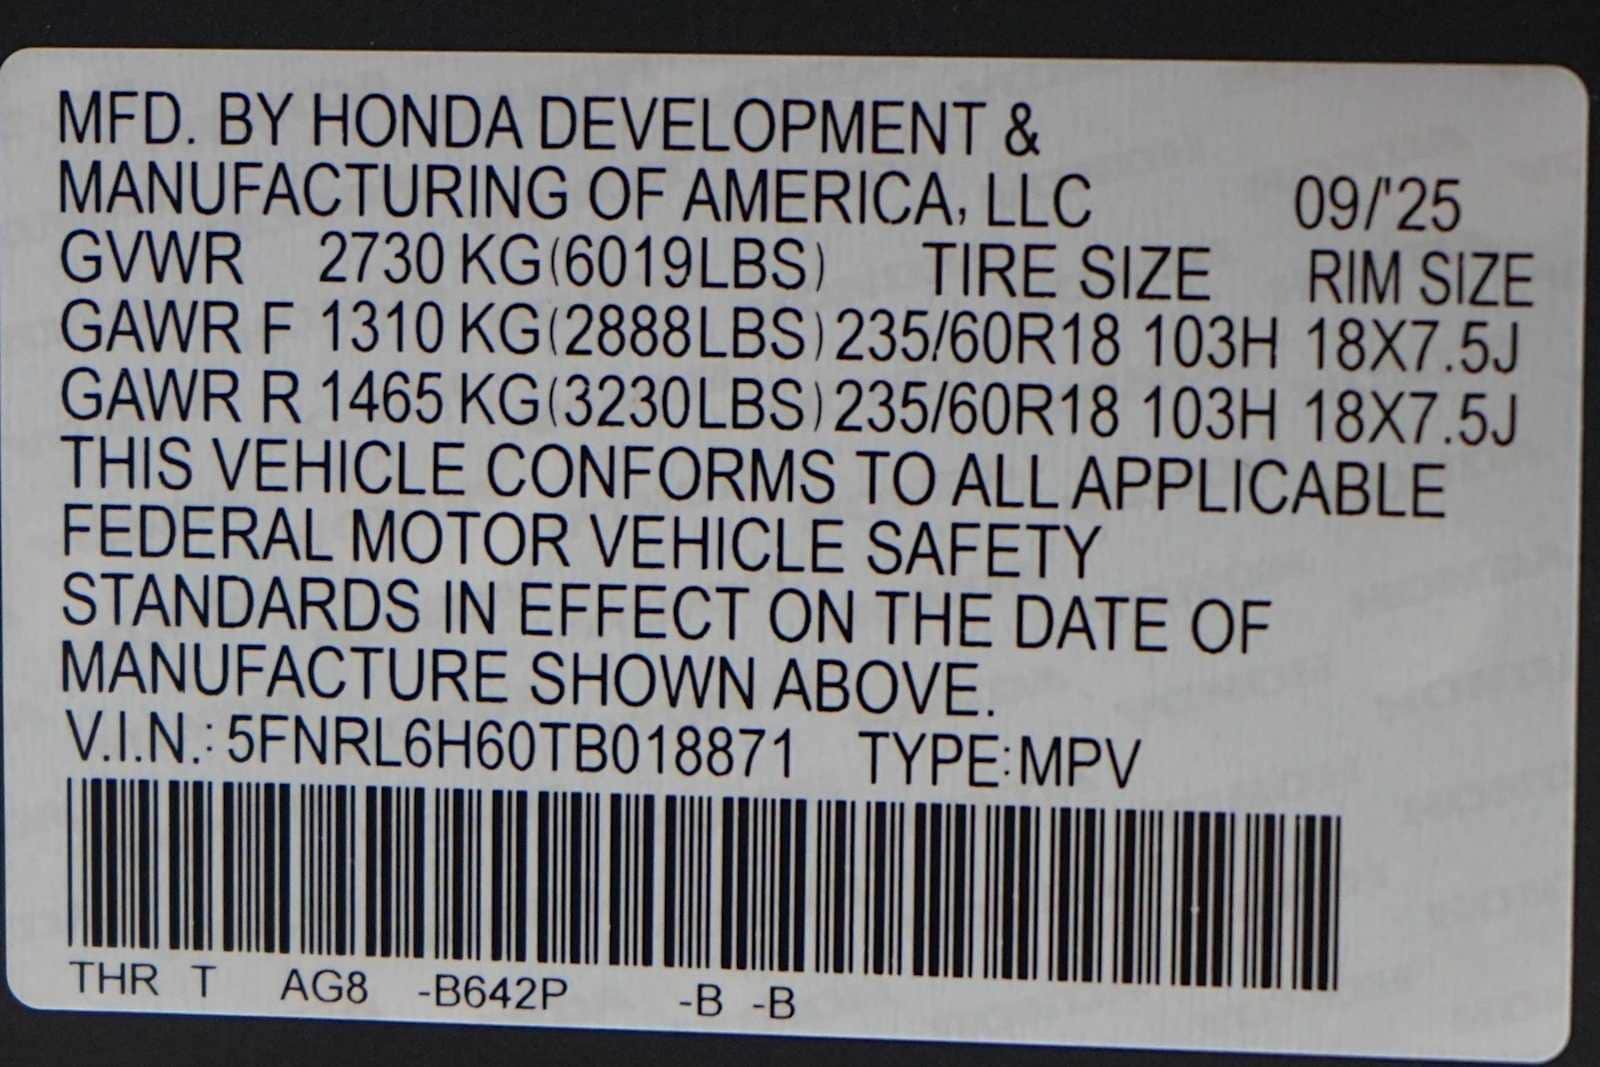 MFD. BY HONDA DEVELOPMENT &
MANUFACTURING OF AMERICA, LLC 09/'25
GVWR 2730 KG(6019LBS) TIRE SIZE RIM SIZE
GAWR F 1310 KG(2888LBS) 235/60R18 103H 18X7.5J
GAWR R 1465 KG(3230LBS) 235/60R18 103H 18X7.5J
THIS VEHICLE CONFORMS TO ALL APPLICABLE
FEDERAL MOTOR VEHICLE SAFETY
STANDARDS IN EFFECT ON THE DATE OF
MANUFACTURE SHOWN ABOVE.
V.I.N.: 5FNRL6H60TB018871 TYPE:MPV
THR T AG8 -B642P -B -B